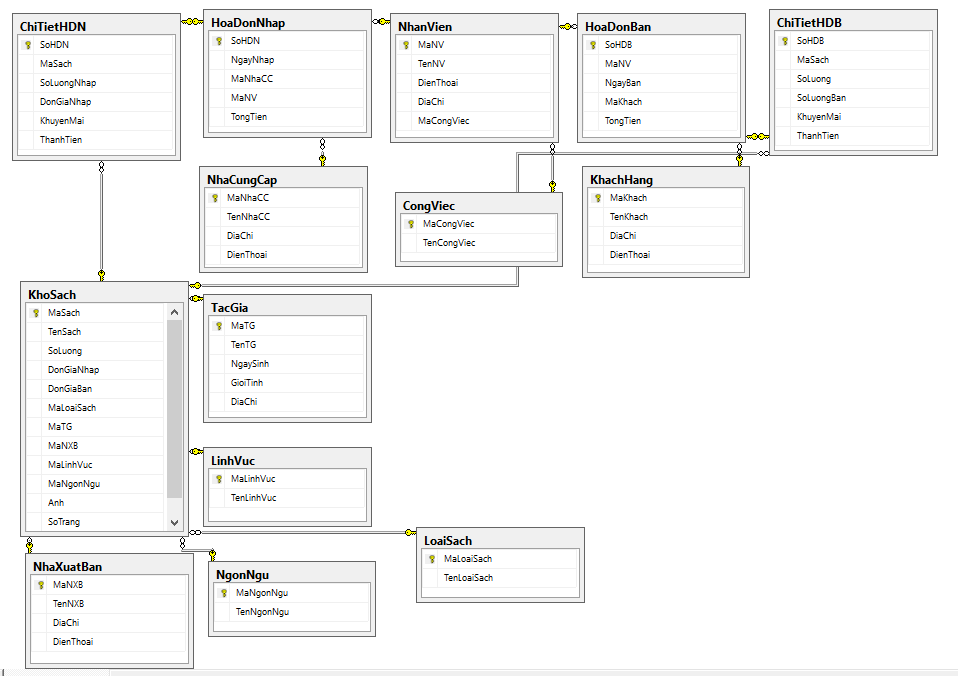 ChiTietHDN
SoHDN
MaSach
SoLuongNhap
DonGiaNhap
KhuyenMai
ThanhTien
HoaDonNhap
SoHDN
NgayNhap
MaNhaCC
MaNV
TongTien
NhanVien
MaNV
TenNV
DienThoai
DiaChi
MaCongViec
HoaDonBan
SoHDB
MaNV
NgayBan
MaKhach
TongTien
ChiTietHDB
SoHDB
MaSach
SoLuong
SoLuongBan
KhuyenMai
ThanhTien
NhaCungCap
MaNhaCC
TenNhaCC
DiaChi
DienThoai
CongViec
MaCongViec
TenCongViec
KhachHang
MaKhach
TenKhach
DiaChi
DienThoai
KhoSach
MaSach
TenSach
SoLuong
DonGiaNhap
DonGiaBan
MaLoaiSach
MaTG
MaNXB
MaLinhVuc
MaNgonNgu
Anh
SoTrang
TacGia
MaTG
TenTG
NgaySinh
GioiTinh
DiaChi
LinhVuc
MaLinhVuc
TenLinhVuc
LoaiSach
MaLoaiSach
TenLoaiSach
NhaXuatBan
MaNXB
TenNXB
DiaChi
DienThoai
NgonNgu
MaNgonNgu
TenNgonNgu